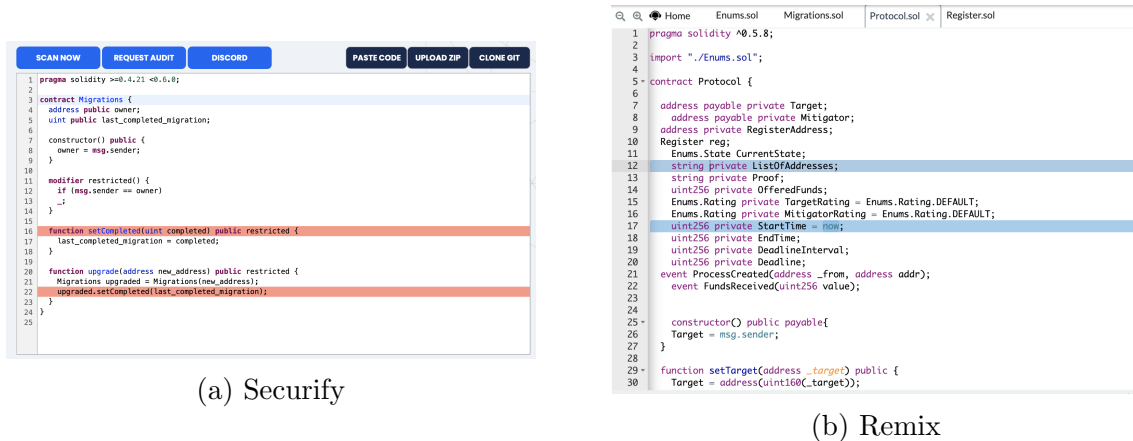 SCAN NOW REQUEST AUDIT DISCORD PASTE CODE UPLOAD ZIP CLONE GIT
1 pragma solidity >=0.4.21 <0.6.0;
2
3 contract Migrations {
4 address public owner;
5 uint public last_completed_migration;
6
7 constructor() public {
8 owner = msg.sender;
9 }
10
11 modifier restricted() {
12 if (msg.sender == owner)
13 _;
14 }
15
16 function setCompleted(uint completed) public restricted {
17 last_completed_migration = completed;
18 }
19
20 function upgrade(address new_address) public restricted {
21 Migrations upgraded = Migrations(new_address);
22 upgraded.setCompleted(last_completed_migration);
23 }
24 }
25
(a) Securify
Home Enums.sol Migrations.sol Protocol.sol Register.sol
1 pragma solidity ^0.5.8;
2
3 import "./Enums.sol";
4
5 contract Protocol {
6
7 address payable private Target;
8 address payable private Mitigator;
9 address private RegisterAddress;
10 Register reg;
11 Enums.State CurrentState;
12 string private ListOfAddresses;
13 string private Proof;
14 uint256 private OfferedFunds;
15 Enums.Rating private TargetRating = Enums.Rating.DEFAULT;
16 Enums.Rating private MitigatorRating = Enums.Rating.DEFAULT;
17 uint256 private StartTime = now;
18 uint256 private EndTime;
19 uint256 private DeadlineInterval;
20 uint256 private Deadline;
21 event ProcessCreated(address _from, address addr);
22 event FundsReceived(uint256 value);
23
24
25 constructor() public payable{
26 Target = msg.sender;
27 }
28
29 function setTarget(address _target) public {
30 Target = address(uint160(_target));
(b) Remix